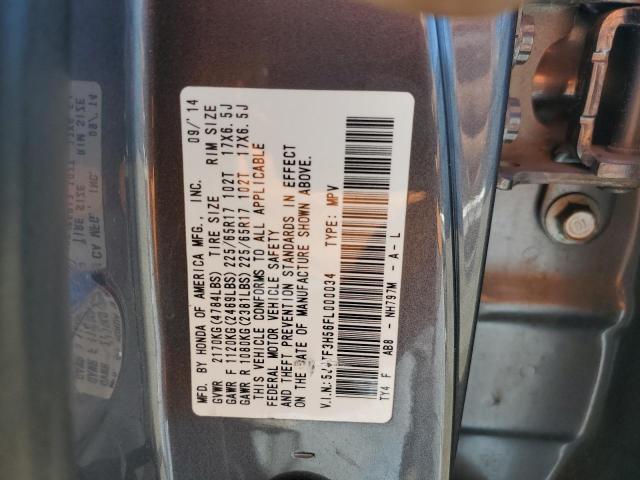 MFD. BY HONDA OF AMERICA MFG., INC. 09/'14
GVWR 2170KG(4784LBS) TIRE SIZE RIM SIZE
GAWR F 1120KG(2469LBS) 225/65R17 102T 17X6.5J
GAWR R 1080KG(2381LBS) 225/65R17 102T 17X6.5J
THIS VEHICLE CONFORMS TO ALL APPLICABLE
FEDERAL MOTOR VEHICLE SAFETY
AND THEFT PREVENTION STANDARDS IN EFFECT
ON THE DATE OF MANUFACTURE SHOWN ABOVE.
V.I.N.: TYPE: MPV
TY4 F AB8 - NH797M - A - L